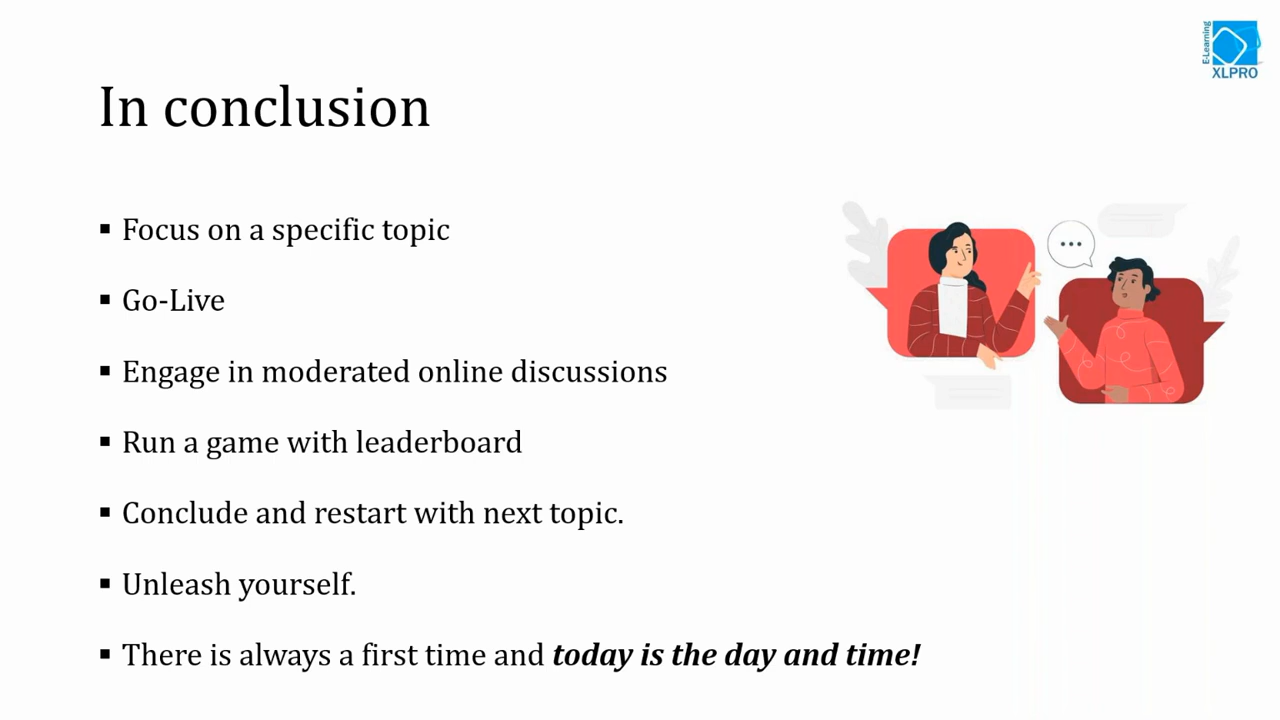 E-Learning
XLPRO
In conclusion
▪ Focus on a specific topic
▪ Go-Live
▪ Engage in moderated online discussions
▪ Run a game with leaderboard
▪ Conclude and restart with next topic.
▪ Unleash yourself.
▪ There is always a first time and today is the day and time!